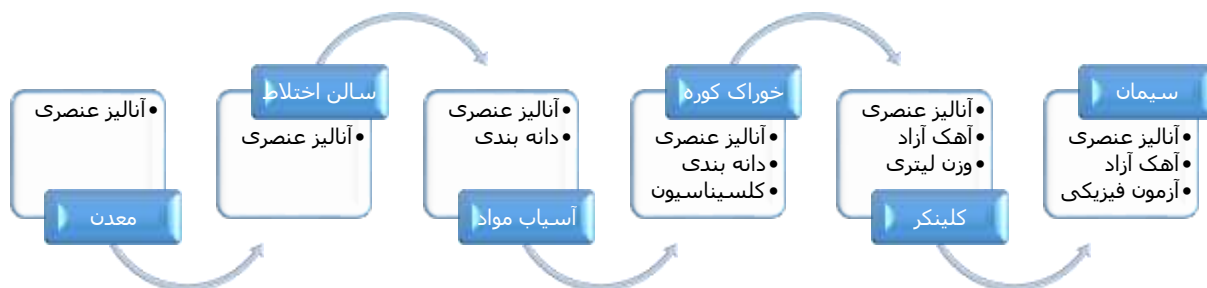 آنالیز عنصری
معدن
سالن اختلاط
آنالیز عنصری
آنالیز عنصری
دانه بندی
آسیاب مواد
خوراک کوره
آنالیز عنصری
دانه بندی
کلسیناسیون
آنالیز عنصری
آهک آزاد
وزن لیتری
کلینکر
سیمان
آنالیز عنصری
آهک آزاد
آزمون فیزیکی